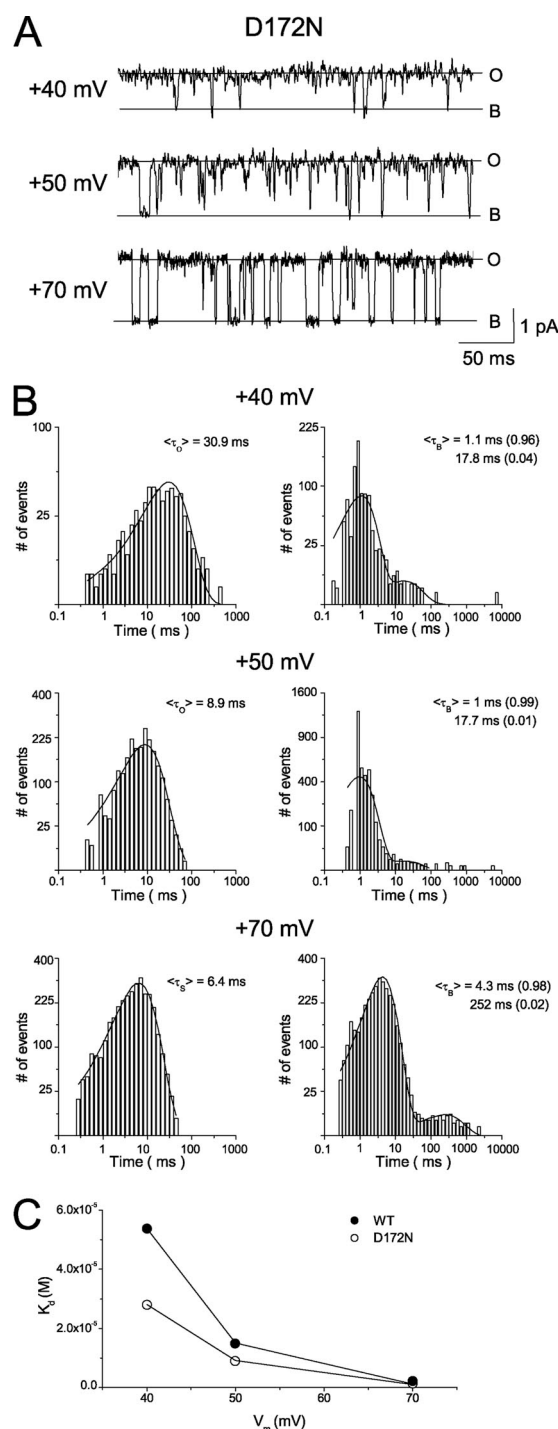 A
D172N
+40 mV
O
B
+50 mV
O
B
+70 mV
O
B
1 pA
50 ms
B
+40 mV
100
25
# of events
<τO> = 30.9 ms
0.1 1 10 100 1000
Time ( ms )
225
100
25
# of events
<τB> = 1.1 ms (0.96)
17.8 ms (0.04)
0.1 1 10 100 1000 10000
Time ( ms )
+50 mV
400
225
100
25
# of events
<τO> = 8.9 ms
0.1 1 10 100 1000
Time ( ms )
1600
900
400
100
# of events
<τB> = 1 ms (0.99)
17.7 ms (0.01)
0.1 1 10 100 1000 10000
Time ( ms )
+70 mV
400
225
100
25
# of events
<τS> = 6.4 ms
0.1 1 10 100 1000
Time ( ms )
400
225
100
25
# of events
<τB> = 4.3 ms (0.98)
252 ms (0.02)
0.1 1 10 100 1000 10000
Time ( ms )
C
6.0x10⁻⁵
4.0x10⁻⁵
2.0x10⁻⁵
0.0
Kd (M)
WT
D172N
40 50 60 70
Vm (mV)